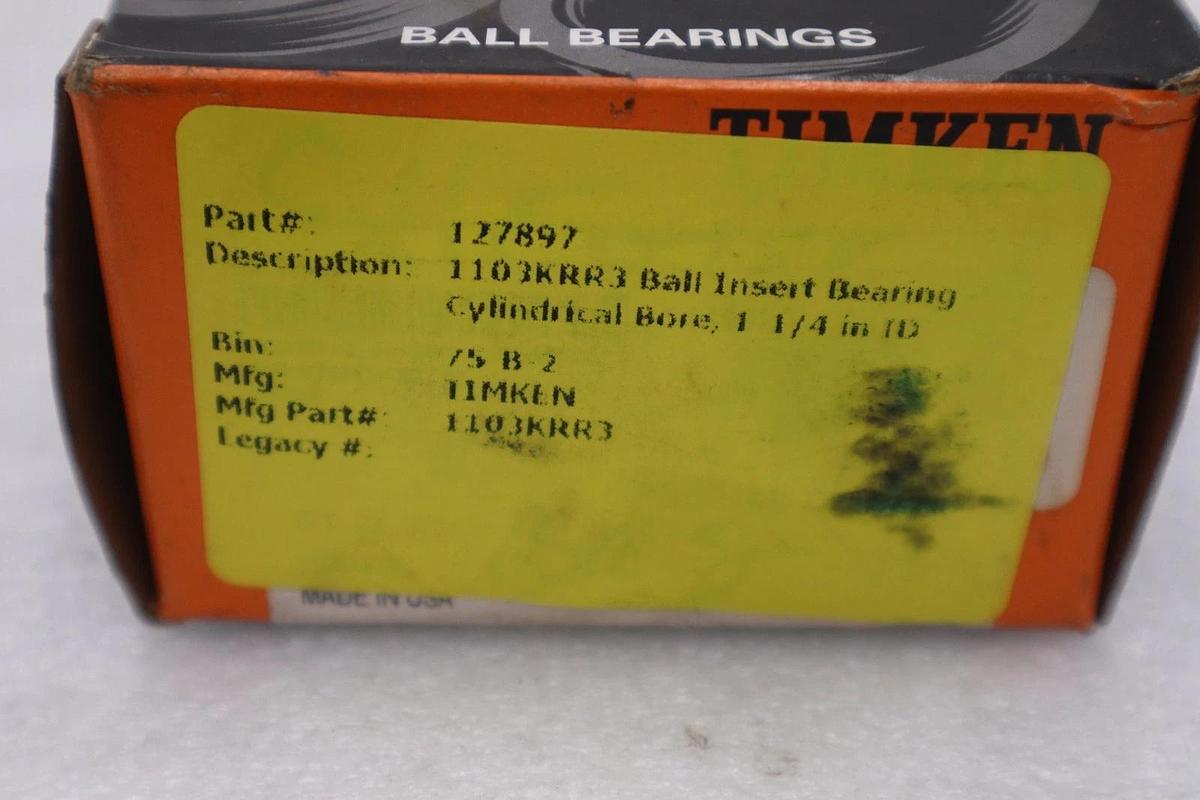 BALL BEARINGS
TIMKEN
Part#: 127897
Description: 1103KRR3 Ball Insert Bearing
Cylindrical Bore, 1 1/4 in ID
Bin: 75 B 2
Mfg: TIMKEN
Mfg Part#: 1103KRR3
Legacy #:
MADE IN USA